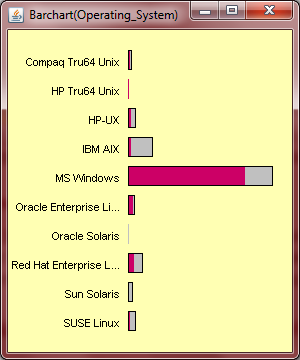 Barchart(Operating_System)
Compaq Tru64 Unix
HP Tru64 Unix
HP-UX
IBM AIX
MS Windows
Oracle Enterprise Li...
Oracle Solaris
Red Hat Enterprise L...
Sun Solaris
SUSE Linux